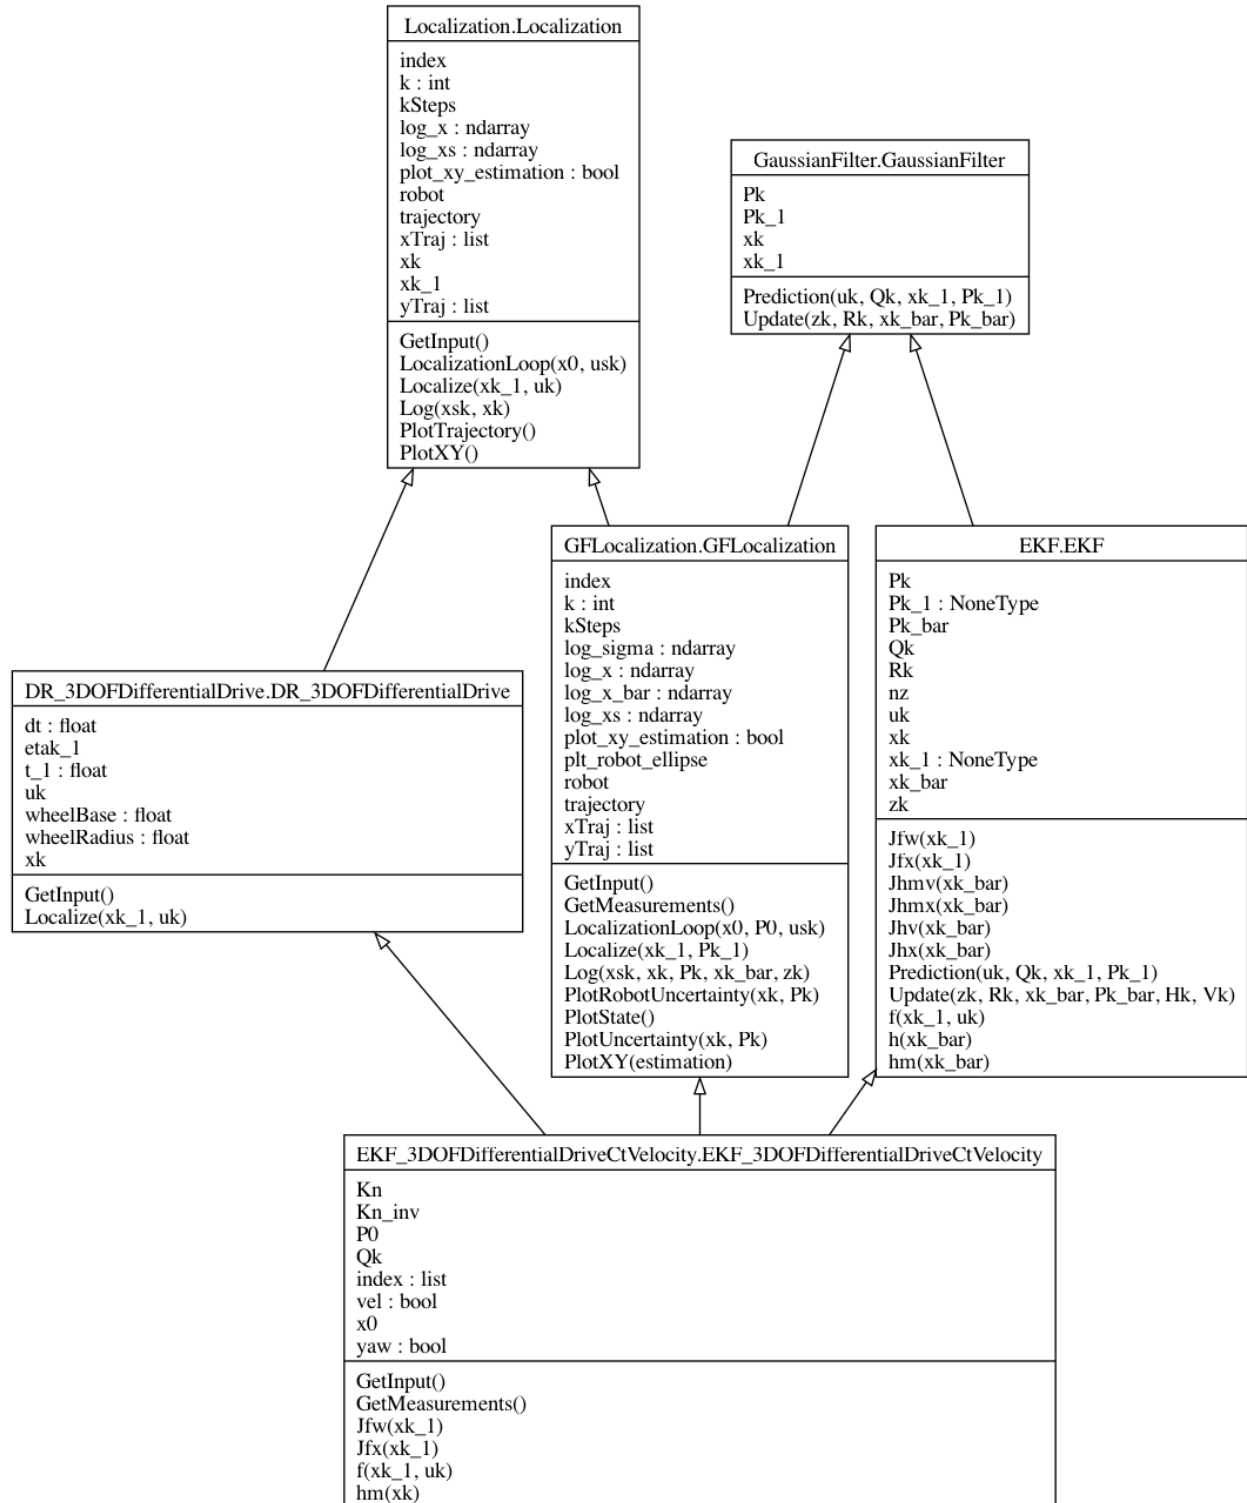 Localization.Localization
index
k : int
kSteps
log_x : ndarray
log_xs : ndarray
plot_xy_estimation : bool
robot
trajectory
xTraj : list
xk
xk_1
yTraj : list
GetInput()
LocalizationLoop(x0, usk)
Localize(xk_1, uk)
Log(xsk, xk)
PlotTrajectory()
PlotXY()
GaussianFilter.GaussianFilter
Pk
Pk_1
xk
xk_1
Prediction(uk, Qk, xk_1, Pk_1)
Update(zk, Rk, xk_bar, Pk_bar)
DR_3DOFDifferentialDrive.DR_3DOFDifferentialDrive
dt : float
etak_1
t_1 : float
uk
wheelBase : float
wheelRadius : float
xk
GetInput()
Localize(xk_1, uk)
GFLocalization.GFLocalization
index
k : int
kSteps
log_sigma : ndarray
log_x : ndarray
log_x_bar : ndarray
log_xs : ndarray
plot_xy_estimation : bool
plt_robot_ellipse
robot
trajectory
xTraj : list
yTraj : list
GetInput()
GetMeasurements()
LocalizationLoop(x0, P0, usk)
Localize(xk_1, Pk_1)
Log(xsk, xk, Pk, xk_bar, zk)
PlotRobotUncertainty(xk, Pk)
PlotState()
PlotUncertainty(xk, Pk)
PlotXY(estimation)
EKF.EKF
Pk
Pk_1 : NoneType
Pk_bar
Qk
Rk
nz
uk
xk
xk_1 : NoneType
xk_bar
zk
Jfw(xk_1)
Jfx(xk_1)
Jhmv(xk_bar)
Jhmx(xk_bar)
Jhv(xk_bar)
Jhx(xk_bar)
Prediction(uk, Qk, xk_1, Pk_1)
Update(zk, Rk, xk_bar, Pk_bar, Hk, Vk)
f(xk_1, uk)
h(xk_bar)
hm(xk_bar)
EKF_3DOFDifferentialDriveCtVelocity.EKF_3DOFDifferentialDriveCtVelocity
Kn
Kn_inv
P0
Qk
index : list
vel : bool
x0
yaw : bool
GetInput()
GetMeasurements()
Jfw(xk_1)
Jfx(xk_1)
f(xk_1, uk)
hm(xk)